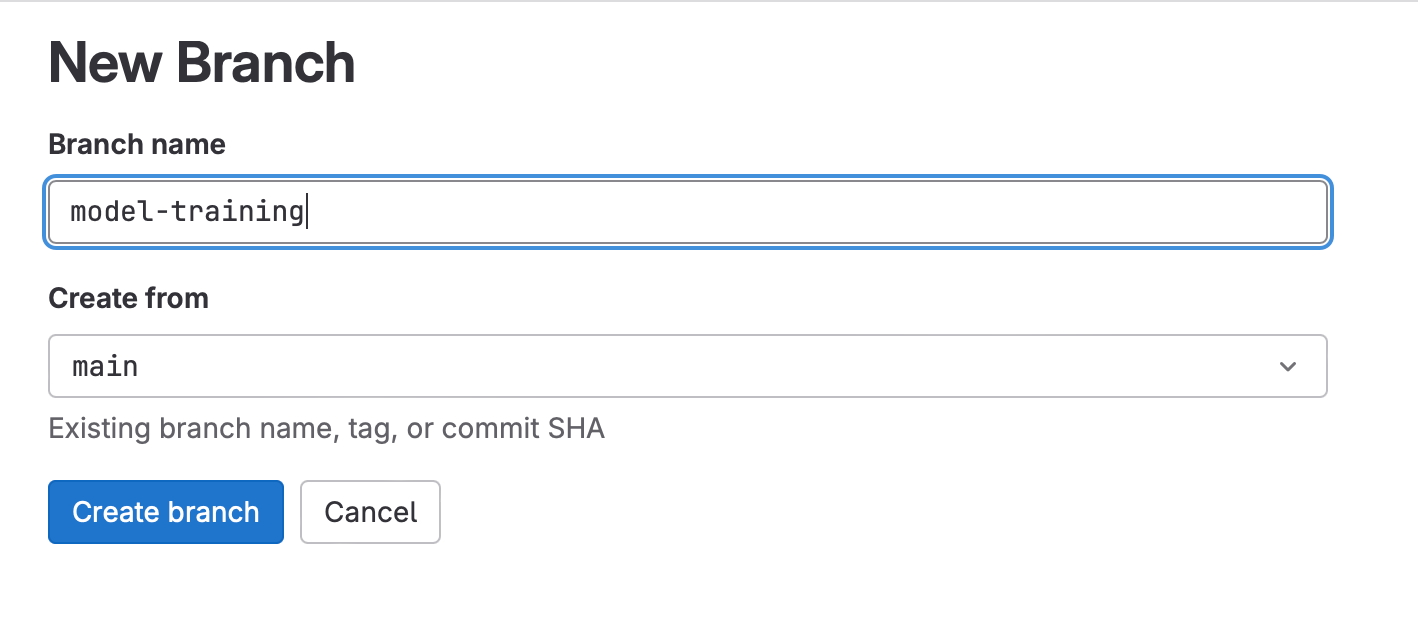 New Branch
Branch name
model-training
Create from
main
Existing branch name, tag, or commit SHA
Create branch
Cancel